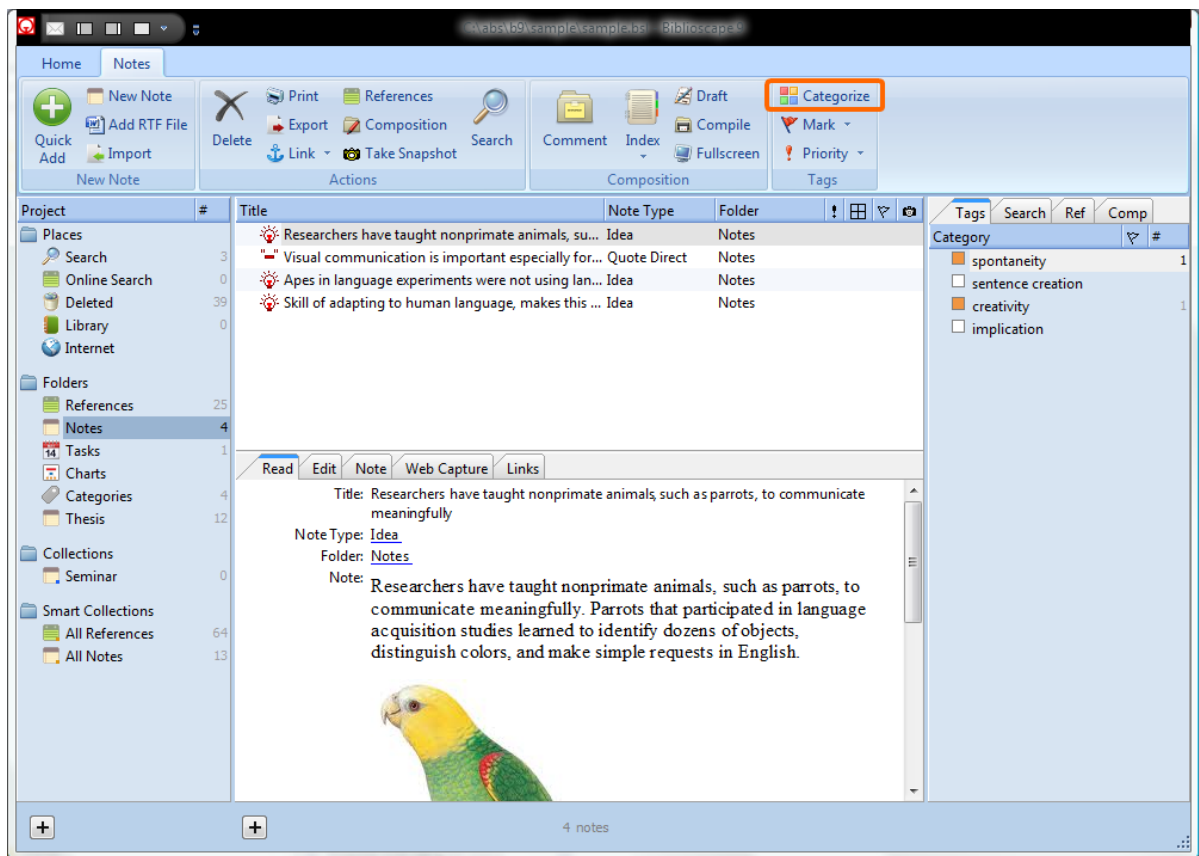 C:\abs\b9\sample\sample.bsl - Biblioscape 9
Home Notes
New Note Print References Draft Categorize
Add RTF File Export Composition Compile Mark
Quick Add Import Delete Link Take Snapshot Search Comment Index Fullscreen Priority
New Note Actions Composition Tags
Project # Title Note Type Folder ! Tags Search Ref Comp
Category #
Places
Search 3
Online Search 0
Deleted 39
Library 0
Internet
Folders
References 25
Notes 4
14 Tasks 1
Charts
Categories 4
Thesis 12
Collections
Seminar 0
Smart Collections
All References 64
All Notes 13
Researchers have taught nonprimate animals, su... Idea Notes
"-" Visual communication is important especially for... Quote Direct Notes
Apes in language experiments were not using lan... Idea Notes
Skill of adapting to human language, makes this ... Idea Notes
Read Edit Note Web Capture Links
Title: Researchers have taught nonprimate animals, such as parrots, to communicate
meaningfully
Note Type: Idea
Folder: Notes
Note: Researchers have taught nonprimate animals, such as parrots, to
communicate meaningfully. Parrots that participated in language
acquisition studies learned to identify dozens of objects,
distinguish colors, and make simple requests in English.
spontaneity 1
sentence creation
creativity 1
implication
4 notes